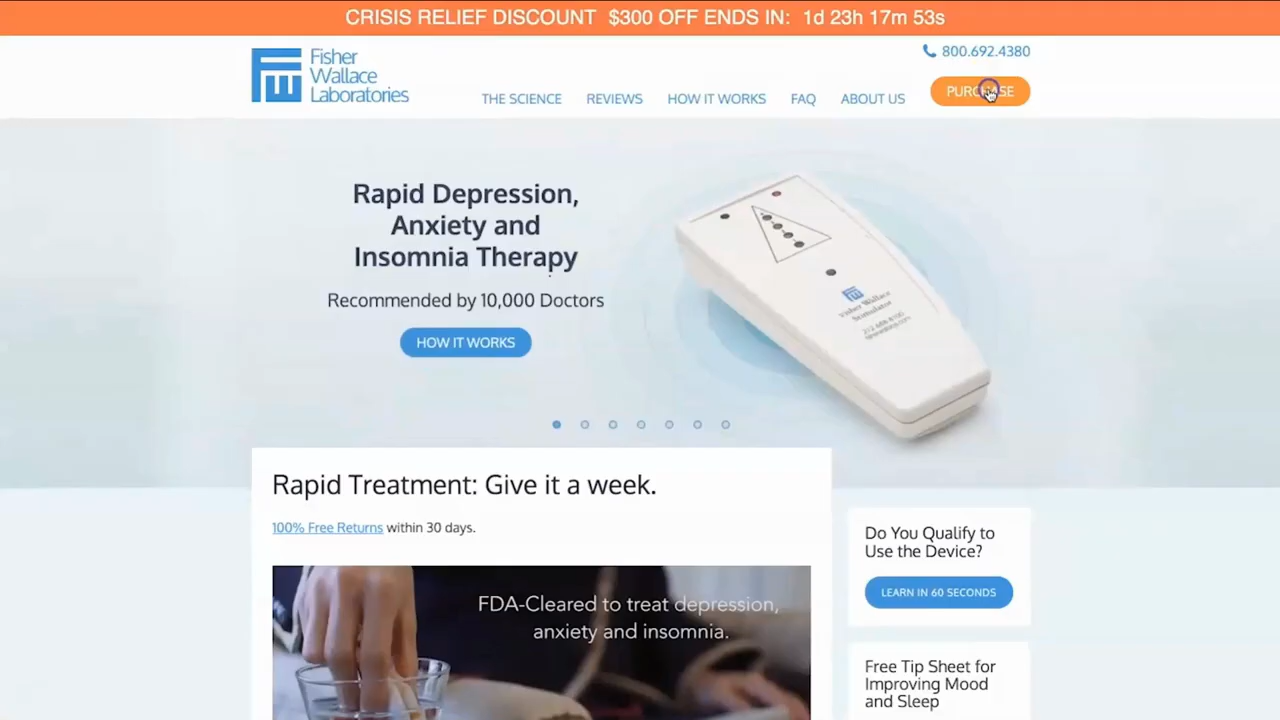 CRISIS RELIEF DISCOUNT $300 OFF ENDS IN: 1d 23h 17m 53s
Fisher
Wallace
Laboratories
800.692.4380
THE SCIENCE
REVIEWS
HOW IT WORKS
FAQ
ABOUT US
PURCHASE
Rapid Depression,
Anxiety and
Insomnia Therapy
Recommended by 10,000 Doctors
HOW IT WORKS
Fisher Wallace
Stimulator
Rapid Treatment: Give it a week.
100% Free Returns within 30 days.
FDA-Cleared to treat depression,
anxiety and insomnia.
Do You Qualify to
Use the Device?
LEARN IN 60 SECONDS
Free Tip Sheet for
Improving Mood
and Sleep